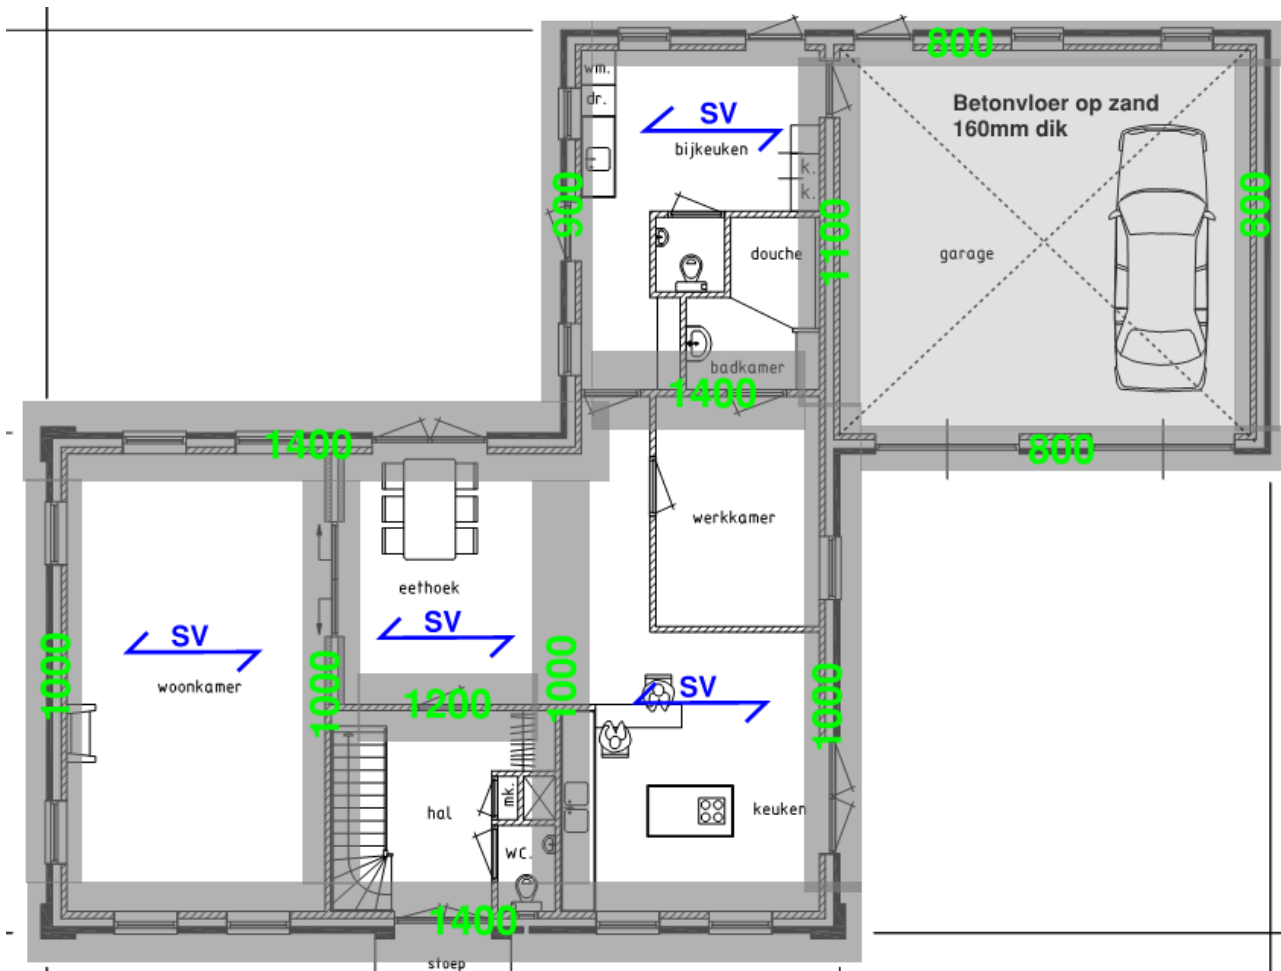 800
wm.
dr.
SV
bijkeuken
Betonvloer op zand
160mm dik
k.
k.
900
1100
800
douche
garage
badkamer
1400
1400
800
werkkamer
eethoek
SV
SV
woonkamer
1000
1000
1200
1000
SV
1000
mk.
hal
keuken
WC.
1400
stoep